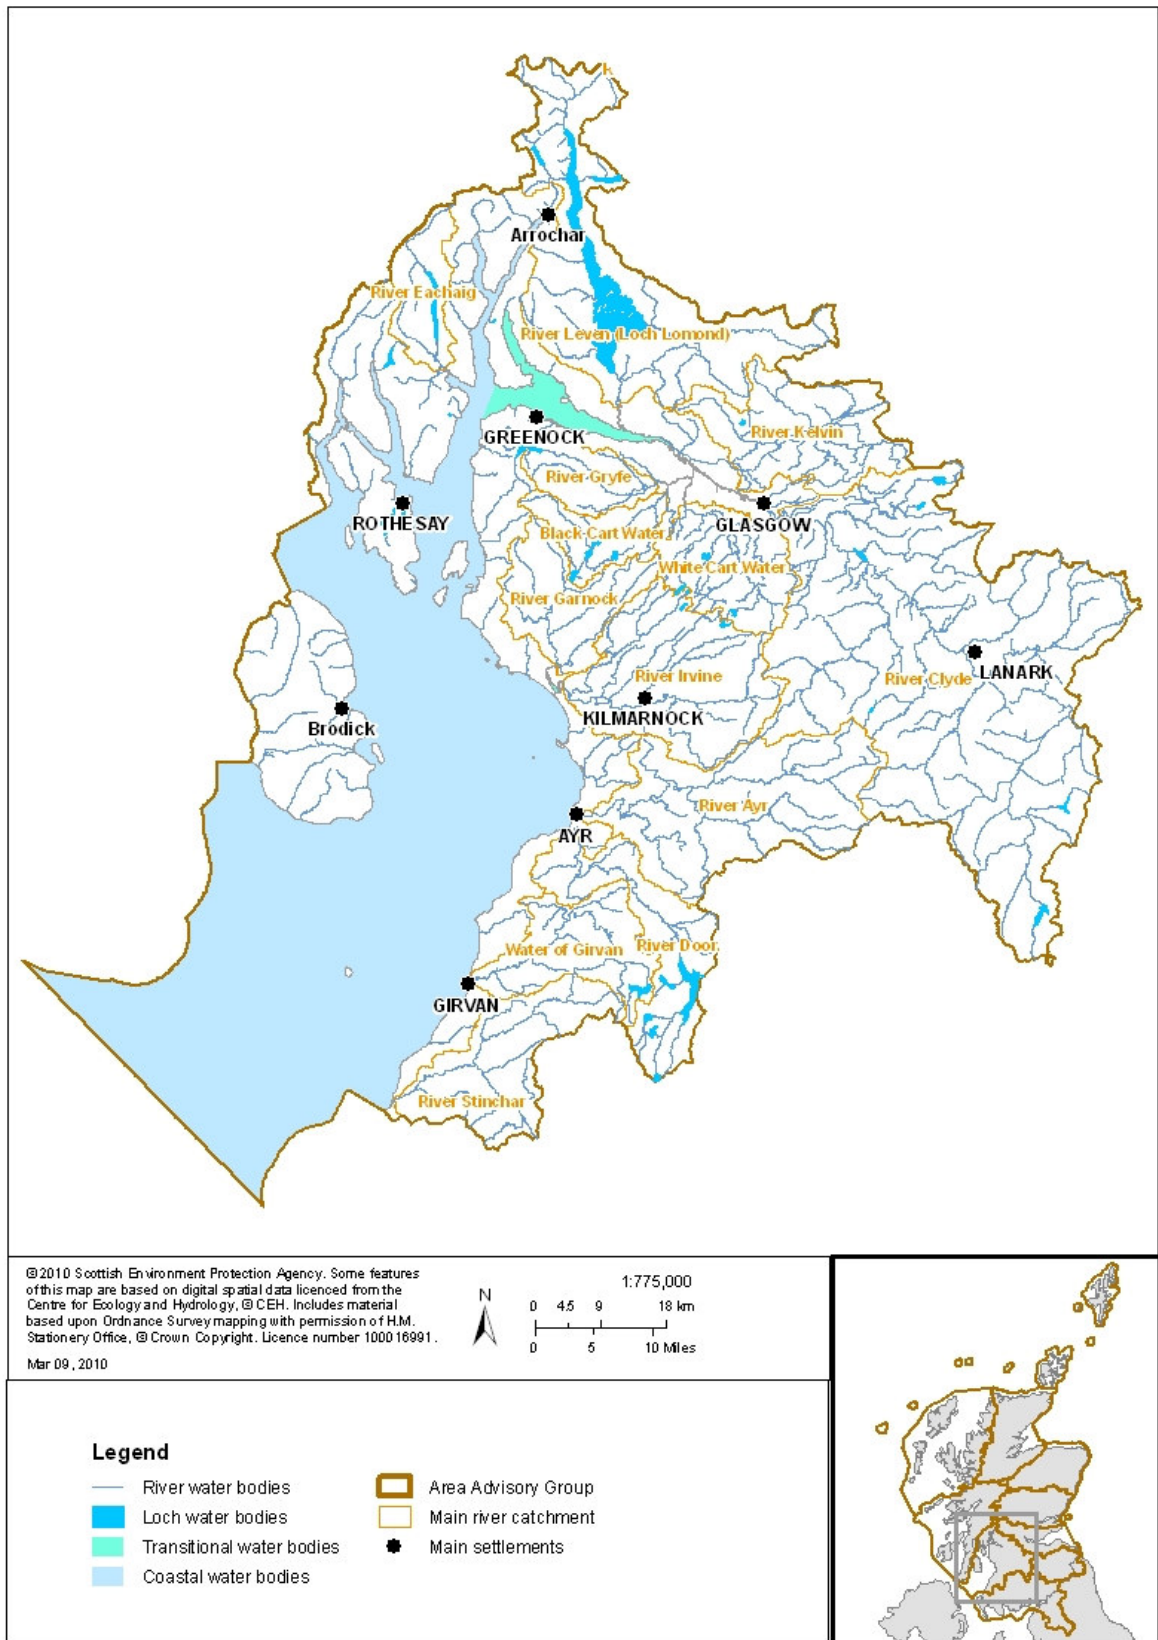 Arrochar
River Eachaig
River Leven (Loch Lomond)
GREENOCK
River Kelvin
River Gryfe
ROTHESAY
GLASGOW
Black Cart Water
White Cart Water
River Garnock
River Irvine
River Clyde
LANARK
KILMARNOCK
Brodick
River Ayr
AYR
Water of Girvan
River Doon
GIRVAN
River Stinchar
©2010 Scottish Environment Protection Agency. Some features
of this map are based on digital spatial data licenced from the
Centre for Ecology and Hydrology, © CEH. Includes material
based upon Ordnance Survey mapping with permission of H.M.
Stationery Office, © Crown Copyright. Licence number 100016991.
Mar 09, 2010
N
1:775,000
0 4.5 9 18 km
0 5 10 Miles
Legend
River water bodies
Loch water bodies
Transitional water bodies
Coastal water bodies
Area Advisory Group
Main river catchment
Main settlements